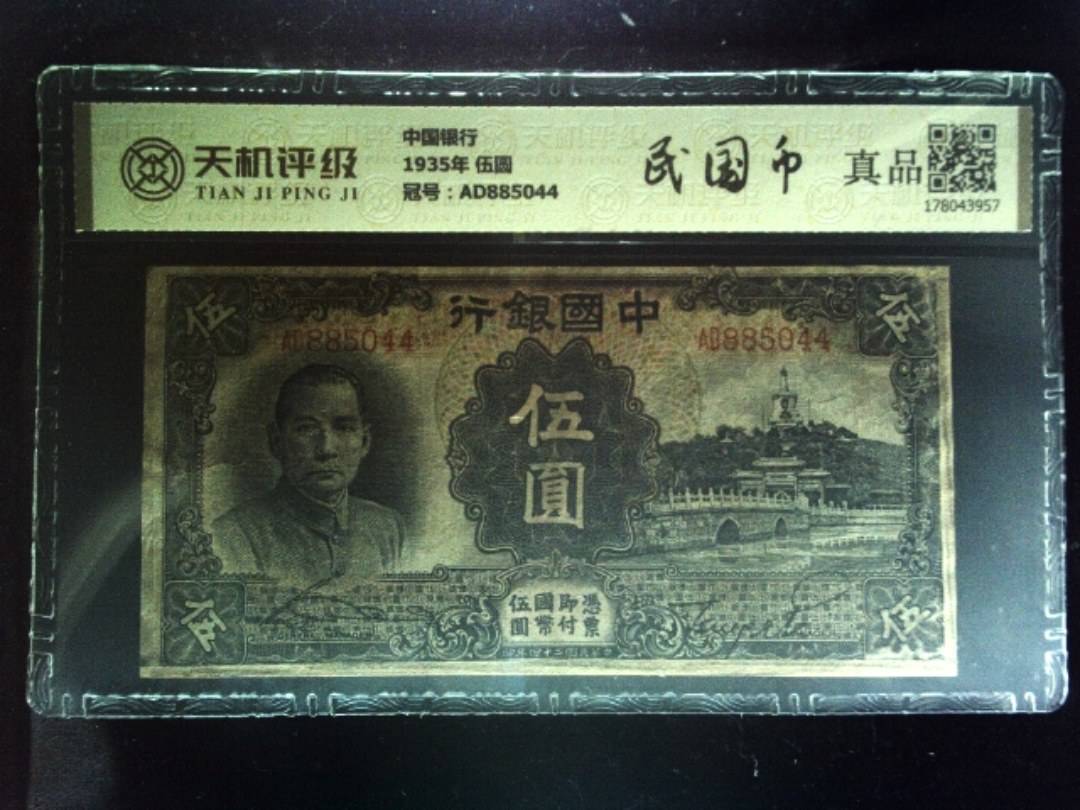 天机评级
TIAN JI PING JI
中国银行
1935年 伍圆
冠号：AD885044
民国币
真品
178043957
伍
行銀國中
伍
AD885044
AD885044
伍
圓
憑票
即付
國幣
伍圓
伍
GENERAL MANAGER
伍